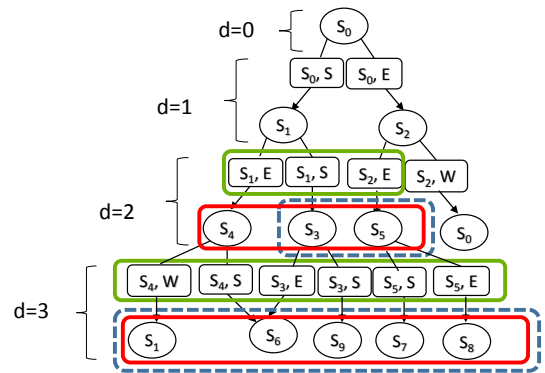 d=0
S0
S0, S
S0, E
d=1
S1
S2
S1, E
S1, S
S2, E
S2, W
d=2
S4
S3
S5
S0
d=3
S4, W
S4, S
S3, E
S3, S
S5, S
S5, E
S1
S6
S9
S7
S8